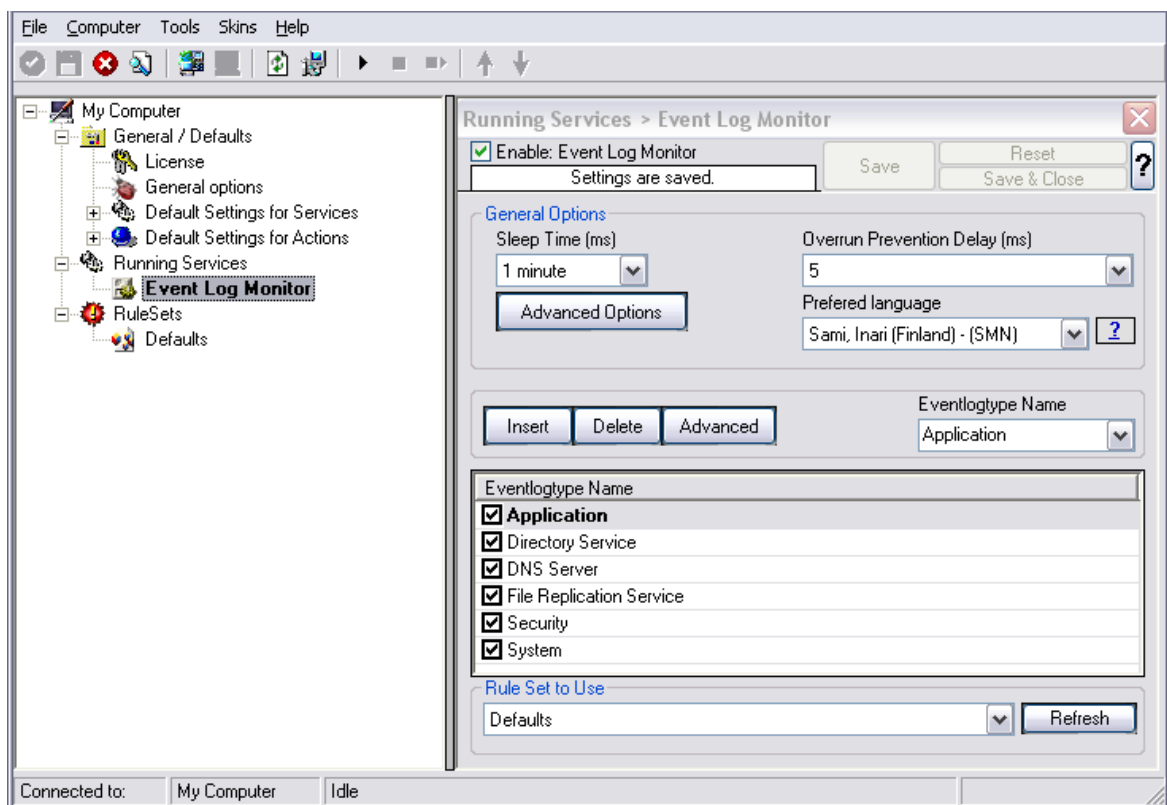 File Computer Tools Skins Help
My Computer
General / Defaults
License
General options
Default Settings for Services
Default Settings for Actions
Running Services
Event Log Monitor
RuleSets
Defaults
Running Services > Event Log Monitor
Enable: Event Log Monitor
Settings are saved.
Save
Reset
Save & Close
?
General Options
Sleep Time (ms)
1 minute
Advanced Options
Overrun Prevention Delay (ms)
5
Prefered language
Sami, Inari (Finland) - (SMN)
?
Insert Delete Advanced
Eventlogtype Name
Application
Eventlogtype Name
Application
Directory Service
DNS Server
File Replication Service
Security
System
Rule Set to Use
Defaults
Refresh
Connected to: My Computer Idle